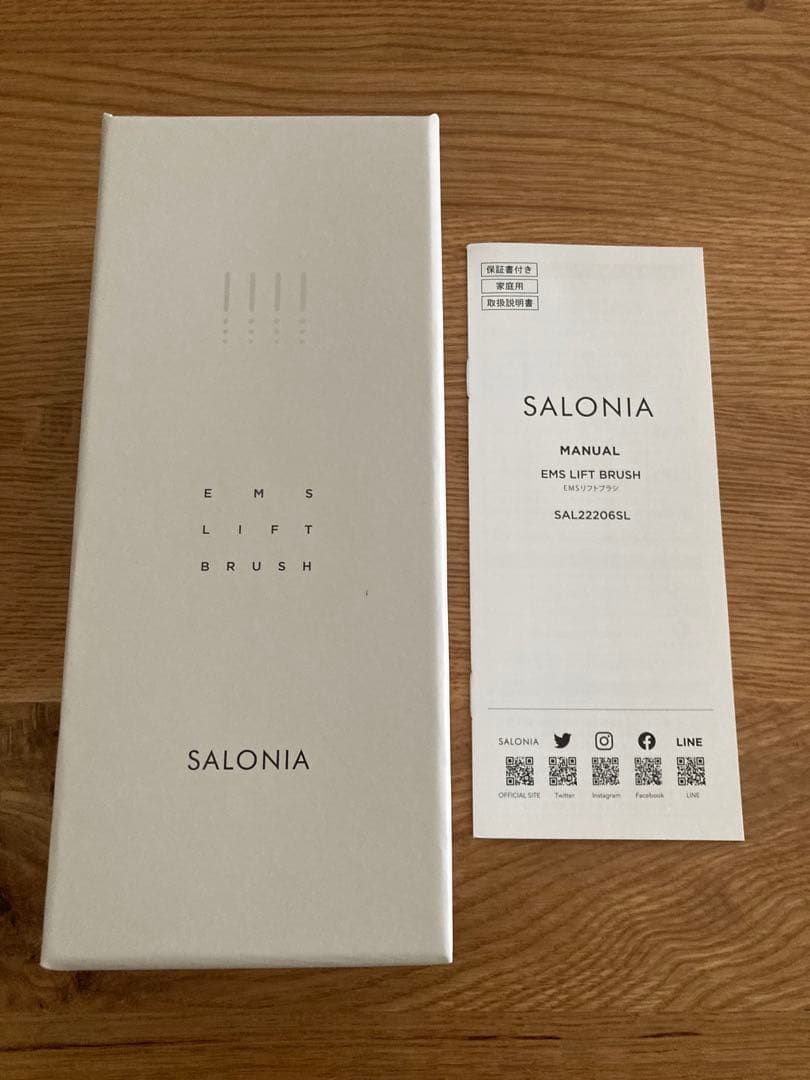 E M S
L I F T
B R U S H
SALONIA
保証書付き
家庭用
取扱説明書
SALONIA
MANUAL
EMS LIFT BRUSH
EMSリフトブラシ
SAL22206SL
SALONIA LINE
OFFICIAL SITE Twitter Instagram Facebook LINE